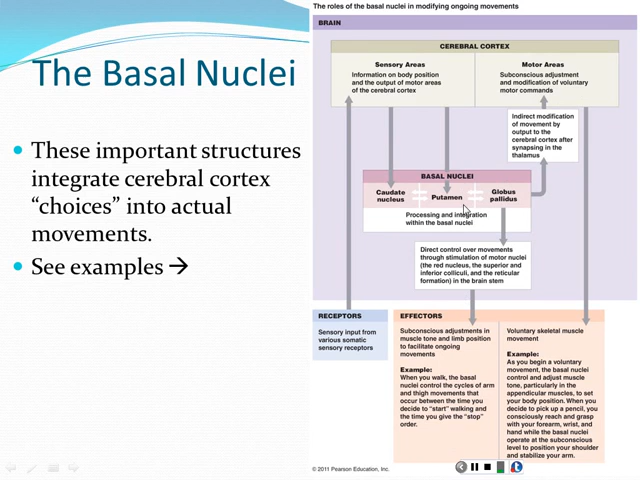 The Basal Nuclei
These important structures
integrate cerebral cortex
“choices” into actual
movements.
See examples →
The roles of the basal nuclei in modifying ongoing movements
BRAIN
CEREBRAL CORTEX
Sensory Areas
Information on body position
and the output of motor areas
of the cerebral cortex
Motor Areas
Subconscious adjustment
and modification of voluntary
motor commands
Indirect modification
of movement by
output to the
cerebral cortex after
synapsing in the
thalamus
BASAL NUCLEI
Caudate
nucleus
Putamen
Globus
pallidus
Processing and integration
within the basal nuclei
Direct control over movements
through stimulation of motor nuclei
(the red nucleus, the superior and
inferior colliculi, and the reticular
formation) in the brain stem
RECEPTORS
Sensory input from
various somatic
sensory receptors
EFFECTORS
Subconscious adjustments in
muscle tone and limb position
to facilitate ongoing
movements
Example:
When you walk, the basal
nuclei control the cycles of arm
and thigh movements that
occur between the time you
decide to “start” walking and
the time you give the “stop”
order.
Voluntary skeletal muscle
movement
Example:
As you begin a voluntary
movement, the basal nuclei
control and adjust muscle
tone, particularly in the
appendicular muscles, to set
your body position. When you
decide to pick up a pencil, you
consciously reach and grasp
with your forearm, wrist, and
hand while the basal nuclei
operate at the subconscious
level to position your shoulder
and stabilize your arm.
© 2011 Pearson Education, Inc.